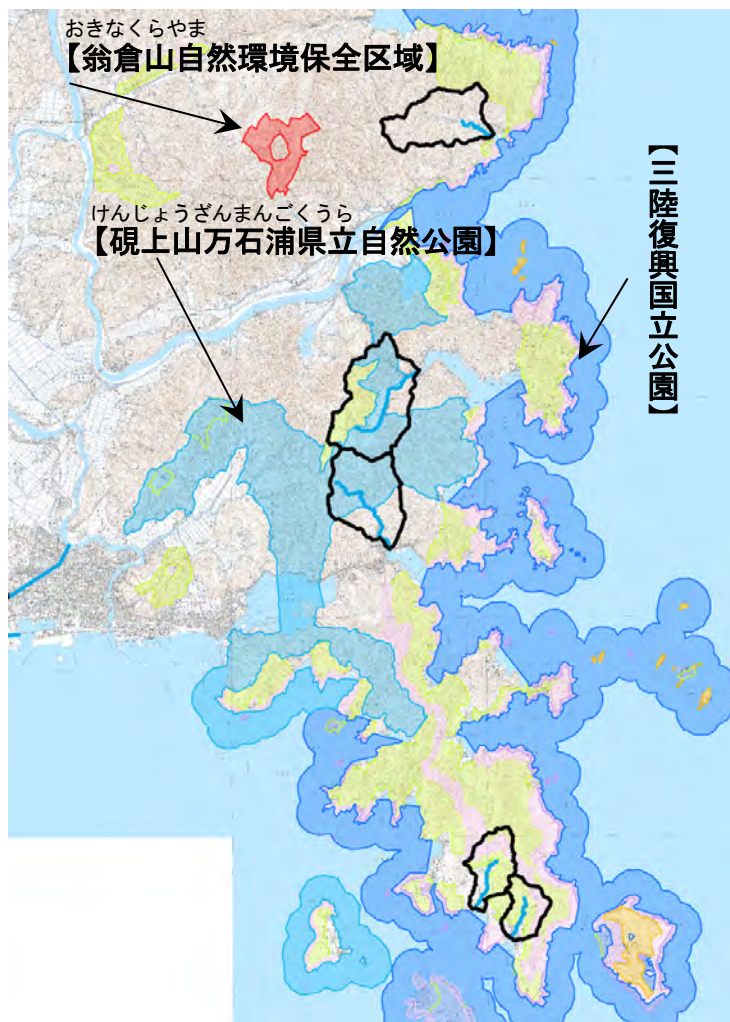 おきなくらやま
【翁倉山自然環境保全区域】
けんじょうざんまんごくうら
【硯上山万石浦県立自然公園】
【三陸復興国立公園】